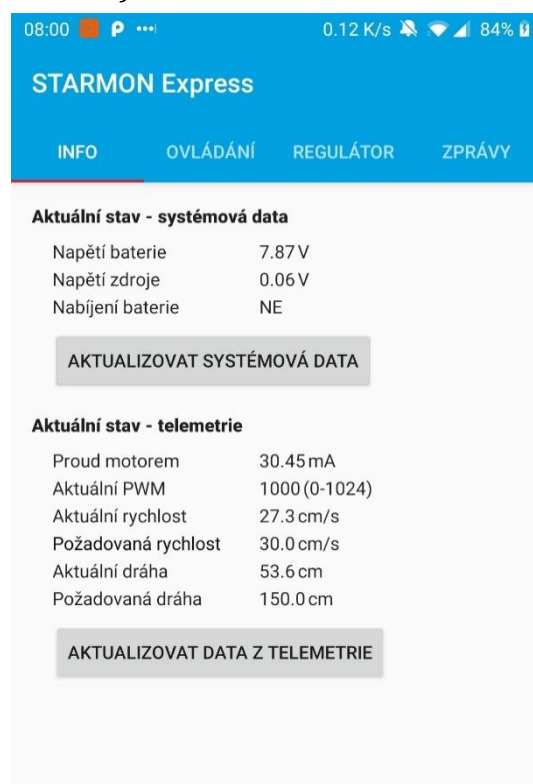 08:00 P 0.12 K/s 84%
STARMON Express
INFO OVLÁDÁNÍ REGULÁTOR ZPRÁVY
Aktuální stav - systémová data
Napětí baterie 7.87 V
Napětí zdroje 0.06 V
Nabíjení baterie NE
AKTUALIZOVAT SYSTÉMOVÁ DATA
Aktuální stav - telemetrie
Proud motorem 30.45 mA
Aktuální PWM 1000 (0-1024)
Aktuální rychlost 27.3 cm/s
Požadovaná rychlost 30.0 cm/s
Aktuální dráha 53.6 cm
Požadovaná dráha 150.0 cm
AKTUALIZOVAT DATA Z TELEMETRIE